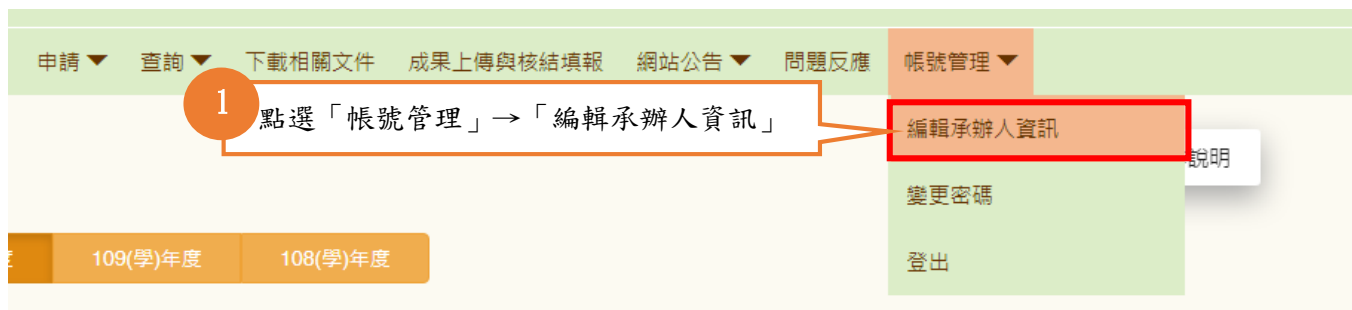 申請▼ 查詢▼ 下載相關文件 成果上傳與核結填報 網站公告▼ 問題反應 帳號管理▼
1
點選「帳號管理」→「編輯承辦人資訊」
編輯承辦人資訊
說明
變更密碼
109(學)年度 108(學)年度
登出